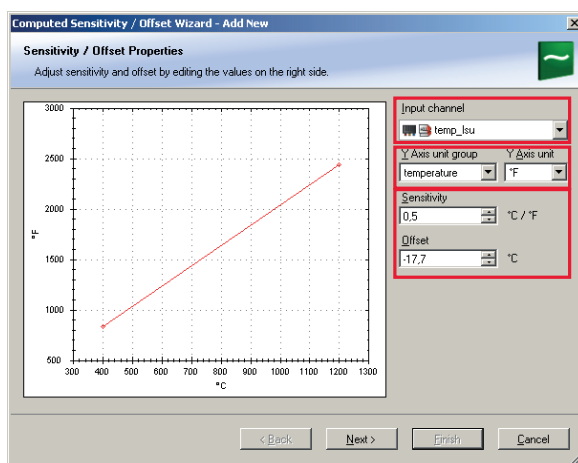 Computed Sensitivity / Offset Wizard - Add New
Sensitivity / Offset Properties
Adjust sensitivity and offset by editing the values on the right side.
Input channel
temp_lsu
Y Axis unit group
Y Axis unit
temperature
°F
Sensitivity
0,5
°C / °F
Offset
-17,7
°C
3000
2500
2000
1500
1000
500
°F
300 400 500 600 700 800 900 1000 1100 1200 1300
°C
< Back
Next >
Finish
Cancel